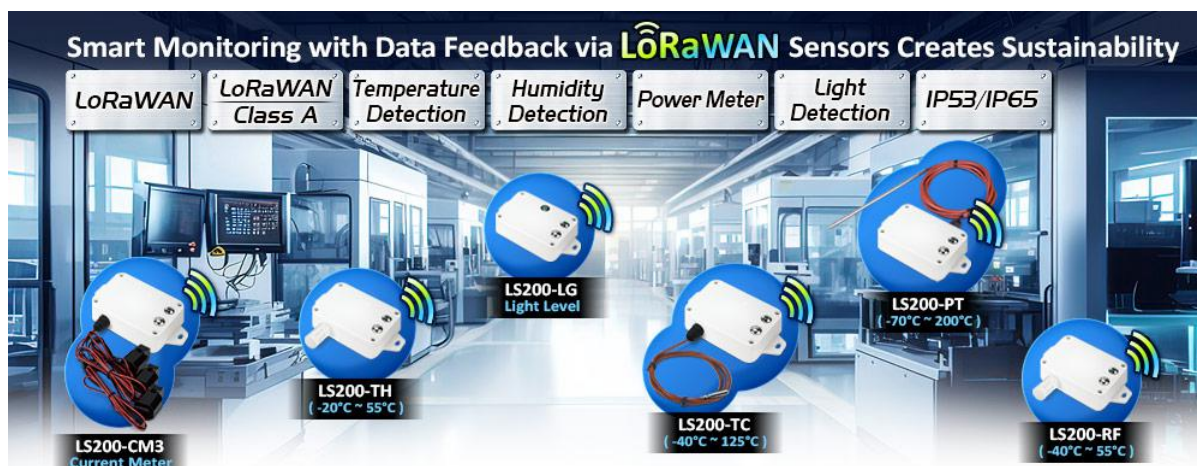 Smart Monitoring with Data Feedback via LoRaWAN Sensors Creates Sustainability
LoRaWAN
LoRaWAN
Class A
Temperature
Detection
Humidity
Detection
Power Meter
Light
Detection
IP53/IP65
LS200-LG
Light Level
LS200-PT
( -70°C ~ 200°C )
LS200-TH
( -20°C ~ 55°C )
LS200-TC
( -40°C ~ 125°C )
LS200-RF
( -40°C ~ 55°C )
LS200-CM3
Current Meter